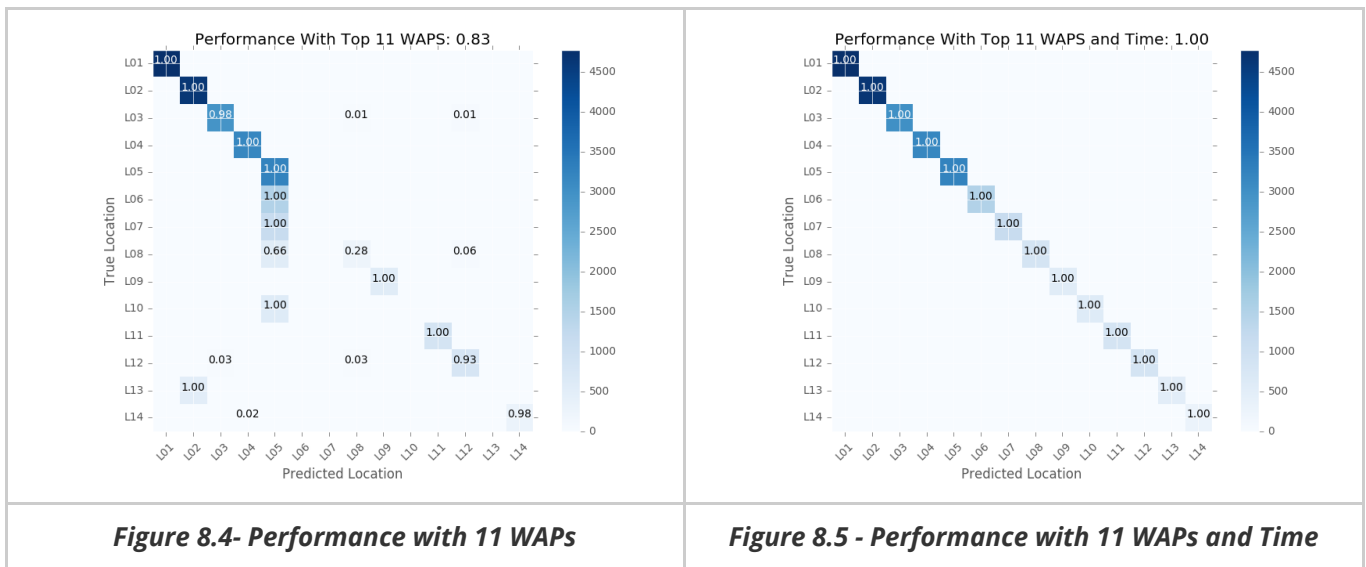 Performance With Top 11 WAPS: 0.83
L01 1.00
L02 1.00
L03 0.98 0.01 0.01
L04 1.00
L05 1.00
L06 1.00
L07 1.00
L08 0.66 0.28 0.06
L09 1.00
L10 1.00
L11 1.00
L12 0.03 0.03 0.93
L13 1.00
L14 0.02 0.98
True Location
L01 L02 L03 L04 L05 L06 L07 L08 L09 L10 L11 L12 L13 L14
Predicted Location
4500
4000
3500
3000
2500
2000
1500
1000
500
0
Figure 8.4- Performance with 11 WAPs
Performance With Top 11 WAPS and Time: 1.00
L01 1.00
L02 1.00
L03 1.00
L04 1.00
L05 1.00
L06 1.00
L07 1.00
L08 1.00
L09 1.00
L10 1.00
L11 1.00
L12 1.00
L13 1.00
L14 1.00
True Location
L01 L02 L03 L04 L05 L06 L07 L08 L09 L10 L11 L12 L13 L14
Predicted Location
4500
4000
3500
3000
2500
2000
1500
1000
500
0
Figure 8.5 - Performance with 11 WAPs and Time